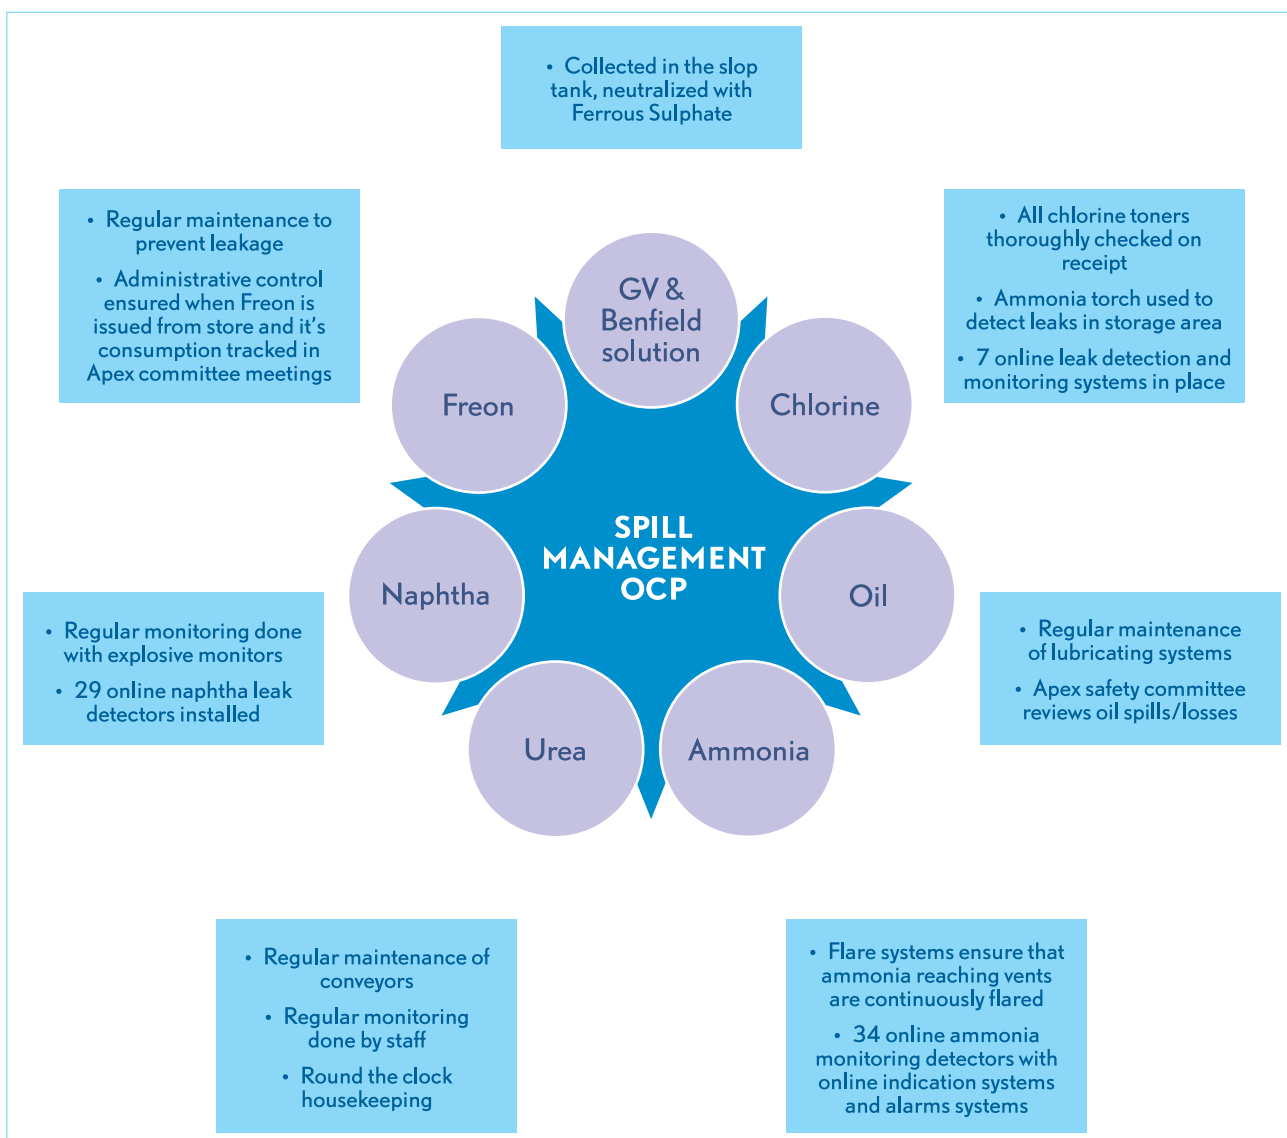 • Collected in the slop
tank, neutralized with
Ferrous Sulphate
• Regular maintenance to
prevent leakage
• Administrative control
ensured when Freon is
issued from store and it's
consumption tracked in
Apex committee meetings
• All chlorine toners
thoroughly checked on
receipt
• Ammonia torch used to
detect leaks in storage area
• 7 online leak detection and
monitoring systems in place
GV &
Benfield
solution
Freon
Chlorine
SPILL
MANAGEMENT
OCP
Naphtha
Oil
Urea
Ammonia
• Regular monitoring done
with explosive monitors
• 29 online naphtha leak
detectors installed
• Regular maintenance
of lubricating systems
• Apex safety committee
reviews oil spills/losses
• Regular maintenance of
conveyors
• Regular monitoring
done by staff
• Round the clock
housekeeping
• Flare systems ensure that
ammonia reaching vents
are continuously flared
• 34 online ammonia
monitoring detectors with
online indication systems
and alarms systems